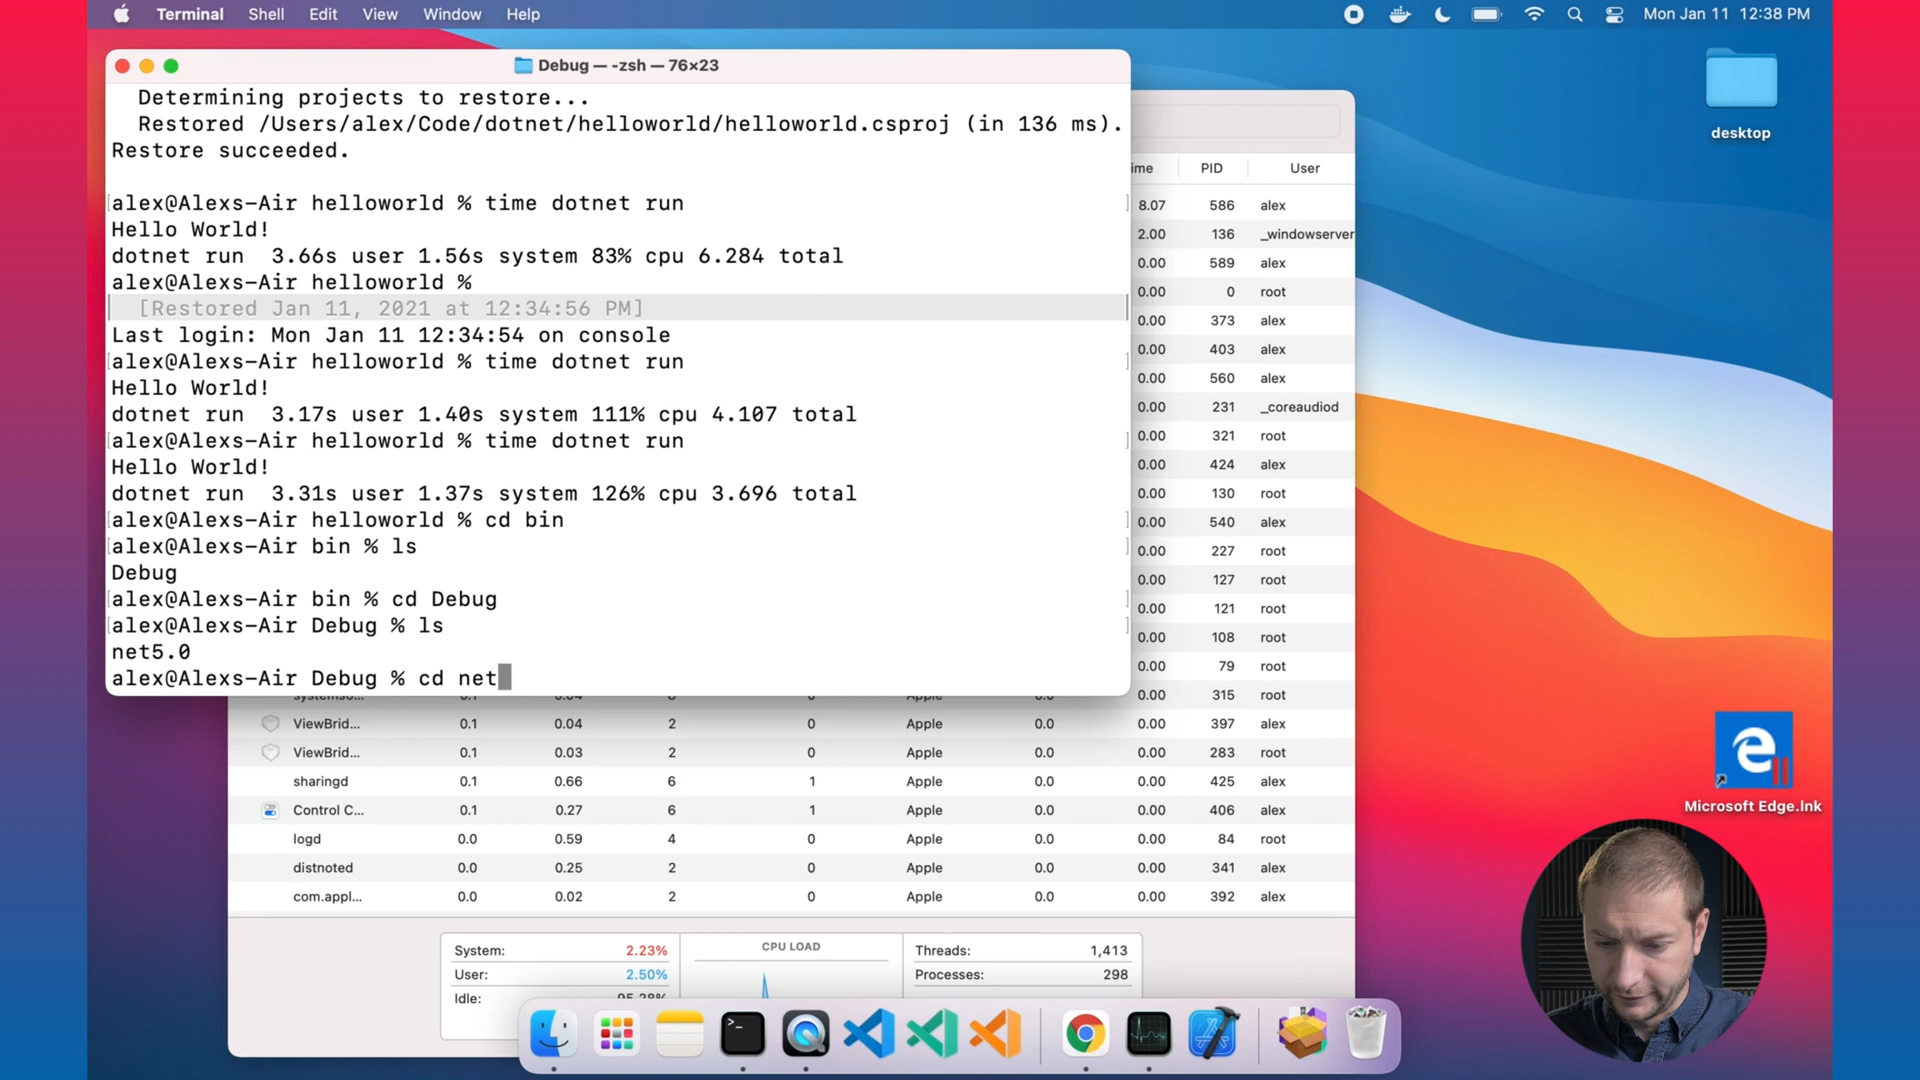 Terminal Shell Edit View Window Help
Mon Jan 11 12:38 PM
Debug — -zsh — 76×23
Determining projects to restore...
Restored /Users/alex/Code/dotnet/helloworld/helloworld.csproj (in 136 ms).
Restore succeeded.
[alex@Alexs-Air helloworld % time dotnet run ]
Hello World!
dotnet run 3.66s user 1.56s system 83% cpu 6.284 total
alex@Alexs-Air helloworld %
[Restored Jan 11, 2021 at 12:34:56 PM]
Last login: Mon Jan 11 12:34:54 on console
[alex@Alexs-Air helloworld % time dotnet run ]
Hello World!
dotnet run 3.17s user 1.40s system 111% cpu 4.107 total
[alex@Alexs-Air helloworld % time dotnet run ]
Hello World!
dotnet run 3.31s user 1.37s system 126% cpu 3.696 total
[alex@Alexs-Air helloworld % cd bin ]
[alex@Alexs-Air bin % ls ]
Debug
[alex@Alexs-Air bin % cd Debug ]
[alex@Alexs-Air Debug % ls ]
net5.0
alex@Alexs-Air Debug % cd net
ime PID User
8.07 586 alex
2.00 136 _windowserver
0.00 589 alex
0.00 0 root
0.00 373 alex
0.00 403 alex
0.00 560 alex
0.00 231 _coreaudiod
0.00 321 root
0.00 424 alex
0.00 130 root
0.00 540 alex
0.00 227 root
0.00 127 root
0.00 121 root
0.00 108 root
0.00 79 root
0.00 315 root
ViewBrid... 0.1 0.04 2 0 Apple 0.0 0.00 397 alex
ViewBrid... 0.1 0.03 2 0 Apple 0.0 0.00 283 root
sharingd 0.1 0.66 6 1 Apple 0.0 0.00 425 alex
Control C... 0.1 0.27 6 1 Apple 0.0 0.00 406 alex
logd 0.0 0.59 4 0 Apple 0.0 0.00 84 root
distnoted 0.0 0.25 2 0 Apple 0.0 0.00 341 alex
com.appl... 0.0 0.02 2 0 Apple 0.0 0.00 392 alex
System: 2.23%
User: 2.50%
Idle: 95.28%
CPU LOAD
Threads: 1,413
Processes: 298
desktop
Microsoft Edge.lnk